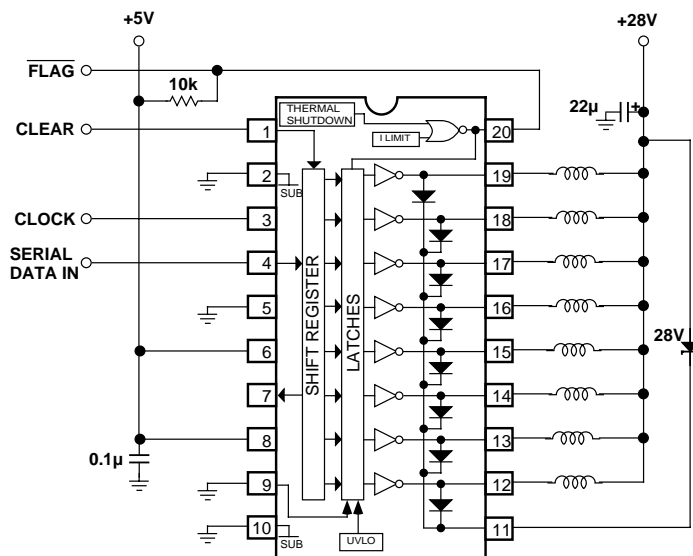 +5V
+28V
FLAG
10k
22µ
+
CLEAR
THERMAL
SHUTDOWN
I LIMIT
1
20
2
SUB
19
CLOCK
3
18
SERIAL
DATA IN
4
17
5
16
SHIFT REGISTER
LATCHES
6
15
28V
7
14
8
13
0.1µ
9
12
10
SUB
UVLO
11